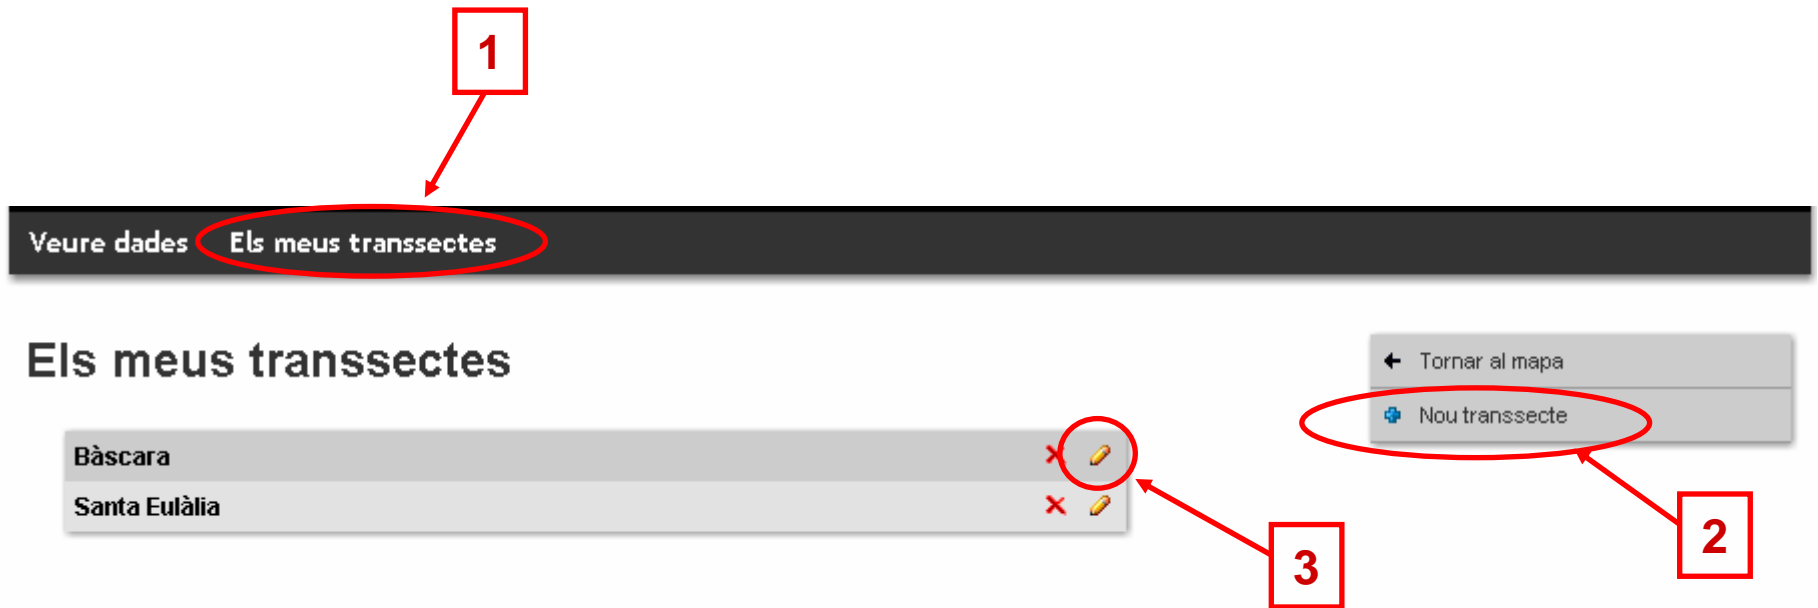 1
Veure dades Els meus transsectes
Els meus transsectes
Tornar al mapa
Nou transsecte
Bàscara
Santa Eulàlia
2
3